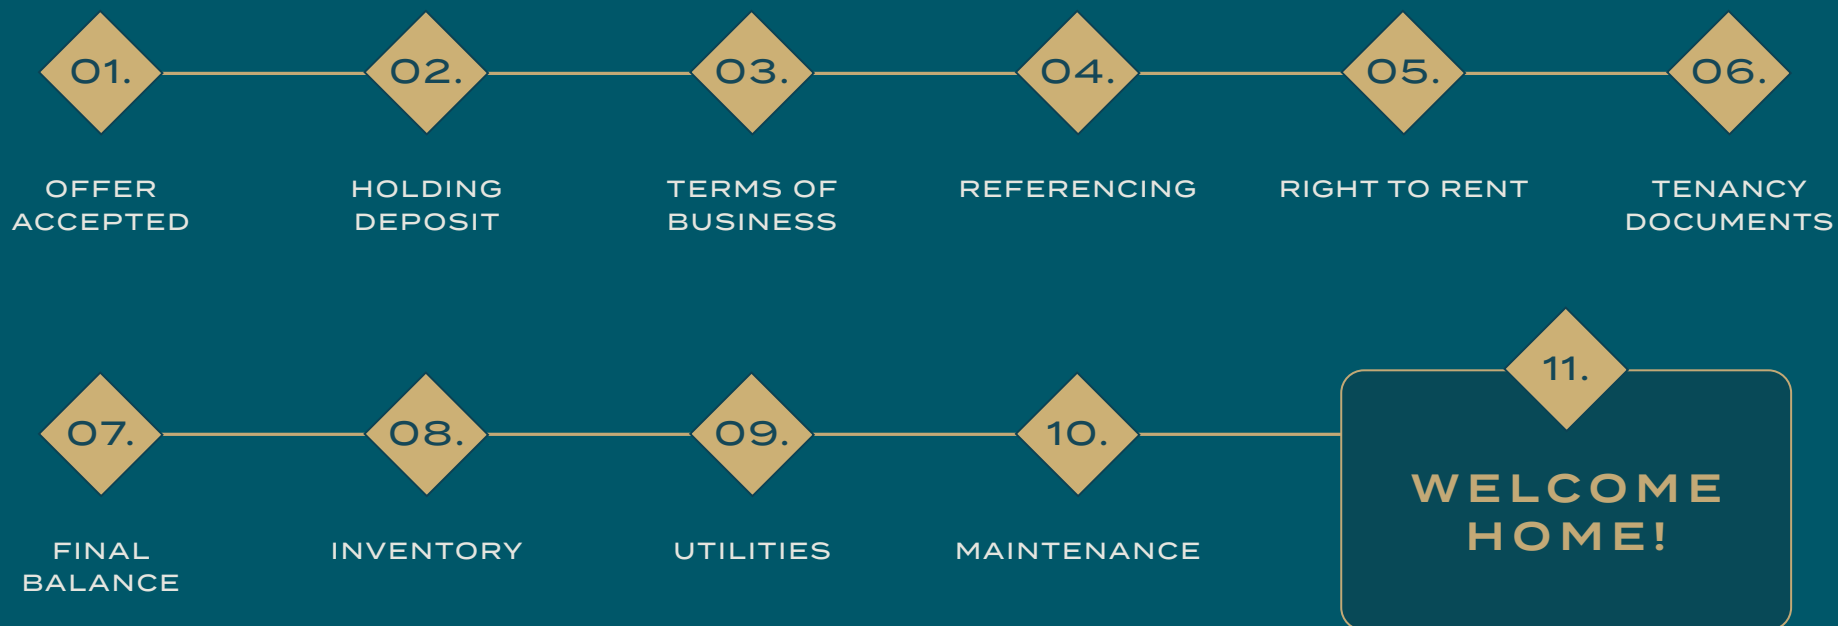 01.
02.
03.
04.
05.
06.
OFFER
ACCEPTED
HOLDING
DEPOSIT
TERMS OF
BUSINESS
REFERENCING
RIGHT TO RENT
TENANCY
DOCUMENTS
07.
08.
09.
10.
11.
FINAL
BALANCE
INVENTORY
UTILITIES
MAINTENANCE
WELCOME
HOME!